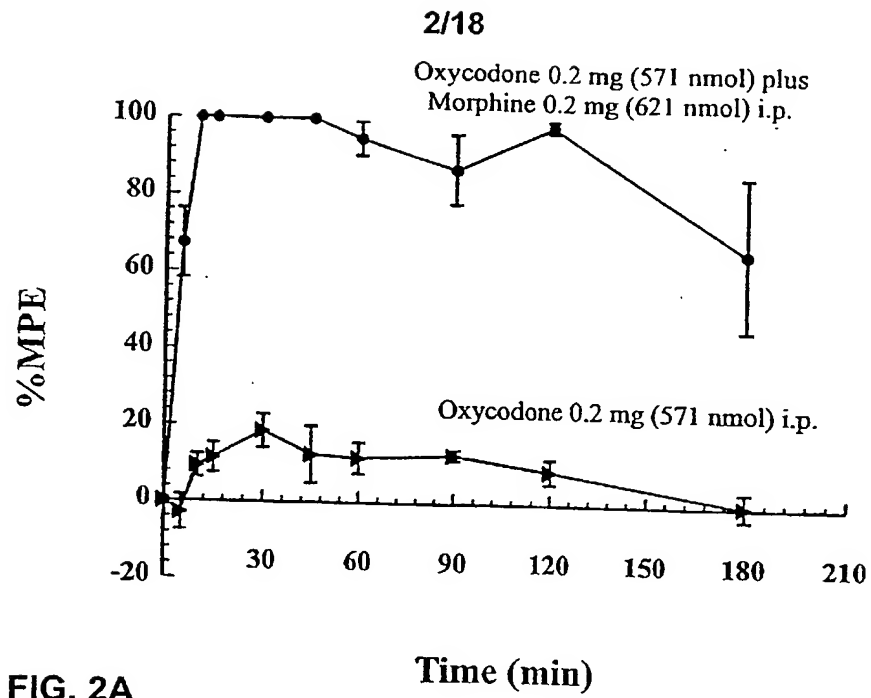 2/18
Oxycodone 0.2 mg (571 nmol) plus
Morphine 0.2 mg (621 nmol) i.p.
100
80
60
40
20
0
-20
%MPE
Oxycodone 0.2 mg (571 nmol) i.p.
30 60 90 120 150 180 210
Time (min)
FIG. 2A